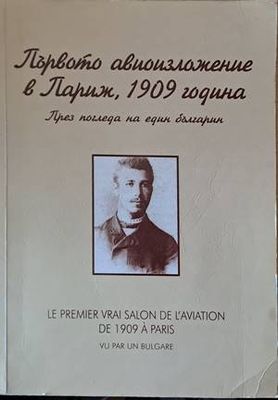 Първото авиоизложение
в Париж, 1909 година
През погледа на един българин
LE PREMIER VRAI SALON DE L'AVIATION
DE 1909 À PARIS
VU PAR UN BULGARE